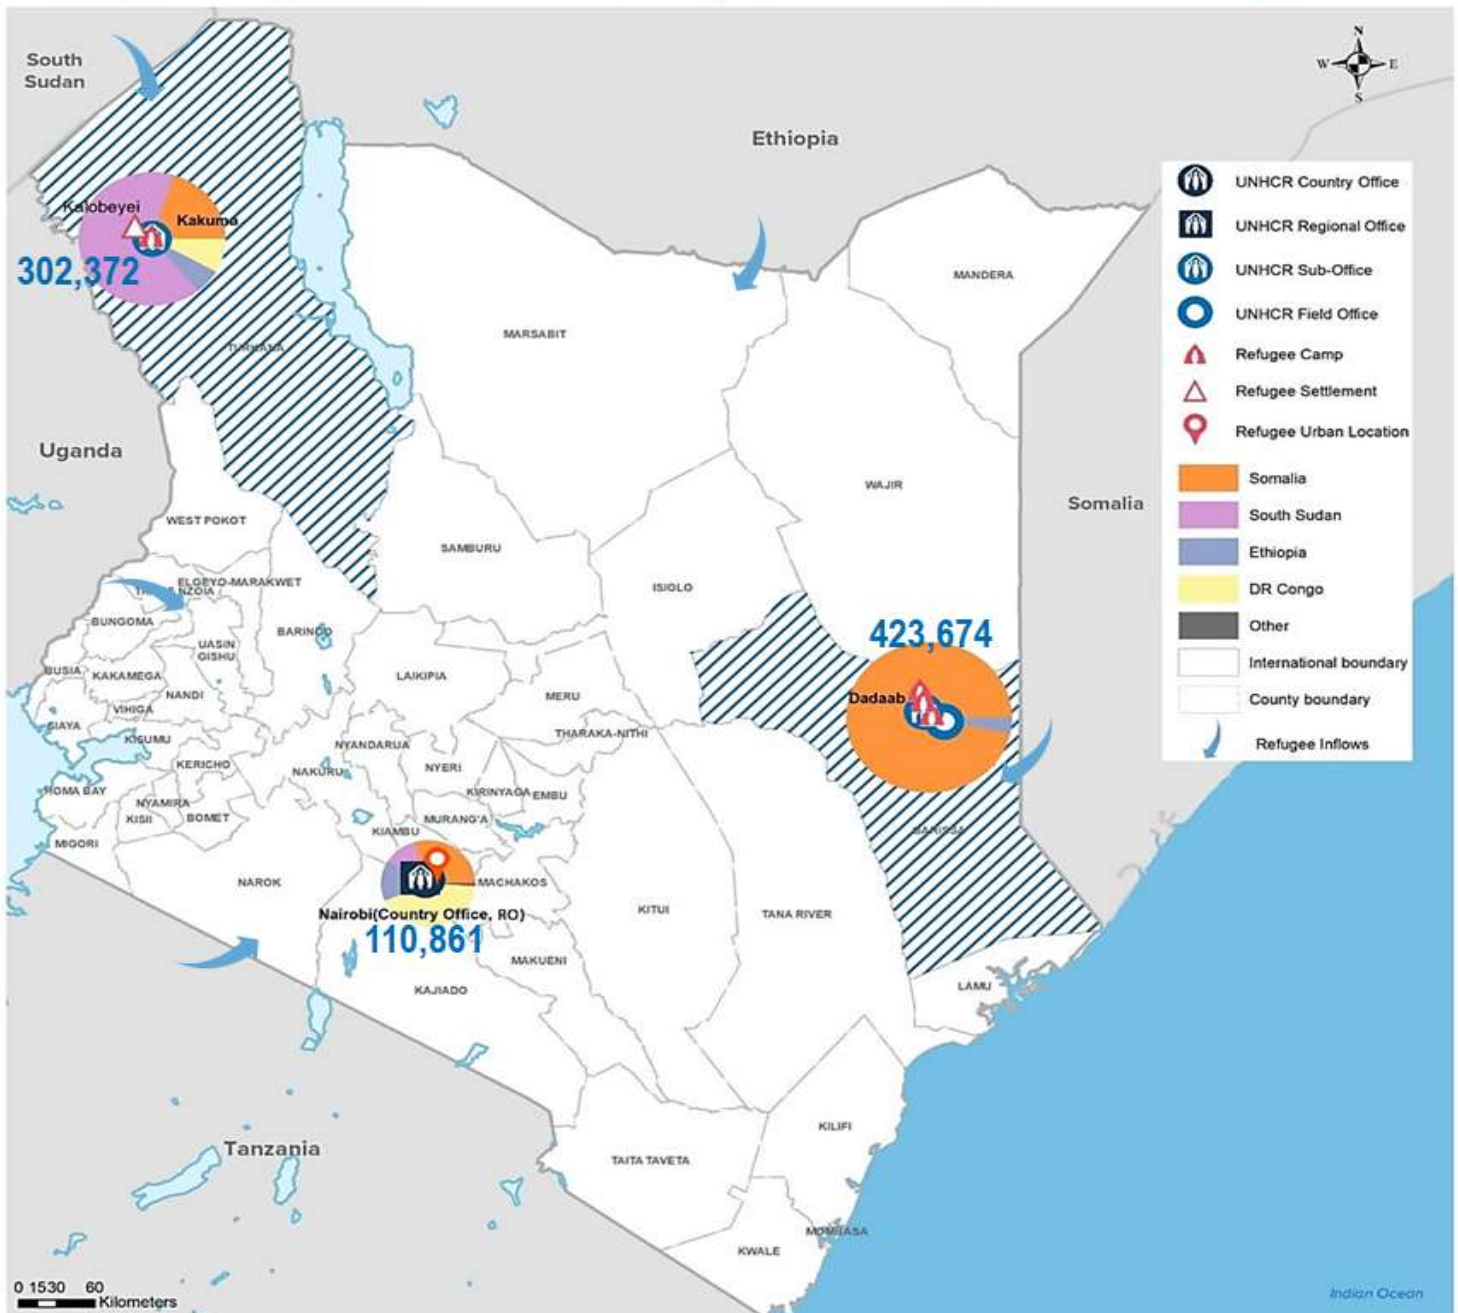 South
Sudan
N
W
E
S
Ethiopia
UNHCR Country Office
UNHCR Regional Office
UNHCR Sub-Office
UNHCR Field Office
Refugee Camp
Refugee Settlement
Refugee Urban Location
Somalia
South Sudan
Ethiopia
DR Congo
Other
International boundary
County boundary
Refugee Inflows
Kalobeyei
Kakuma
302,372
MANDERA
MARSABIT
TURKANA
Uganda
WAJIR
Somalia
WEST POKOT
SAMBURU
ISIOLO
ELGEYO-MARAKWET
NZOIA
BUNGOMA
BARINGO
UASIN
GISHU
423,674
BUSIA
KAKAMEGA
LAIKIPIA
NANDI
MERU
Dadaab
VIHIGA
SIAYA
KISUMU
NYANDARUA
THARAKA-NITHI
KERICHO
NAKURU
NYERI
HOMA BAY
KIRINYAGA
EMBU
NYAMIRA
KISII
BOMET
MURANG'A
KIAMBU
GARISSA
MIGORI
NAROK
MACHAKOS
KITUI
TANA RIVER
Nairobi(Country Office, RO)
110,861
MAKUENI
KAJIADO
LAMU
Tanzania
KILIFI
TAITA TAVETA
MOMBASA
KWALE
0 1530 60
Kilometers
Indian Ocean